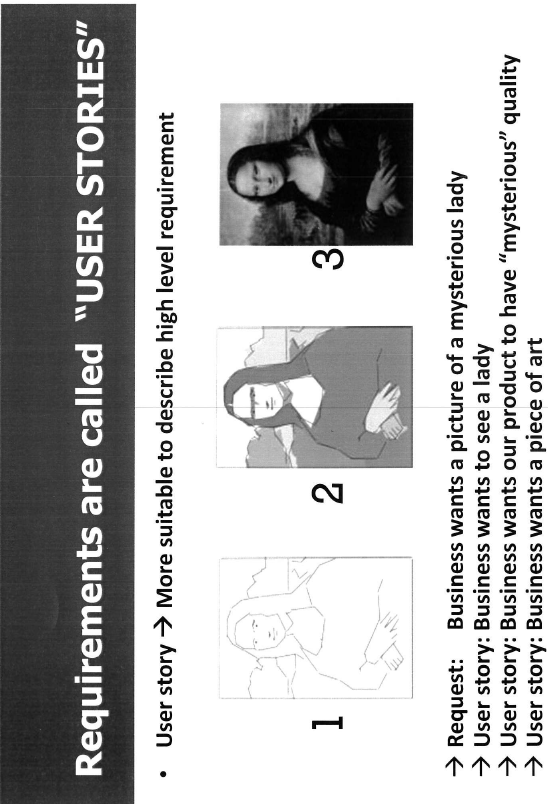 Requirements are called “USER STORIES”
• User story → More suitable to describe high level requirement
1 2 3
→ Request: Business wants a picture of a mysterious lady
→ User story: Business wants to see a lady
→ User story: Business wants our product to have “mysterious” quality
→ User story: Business wants a piece of art